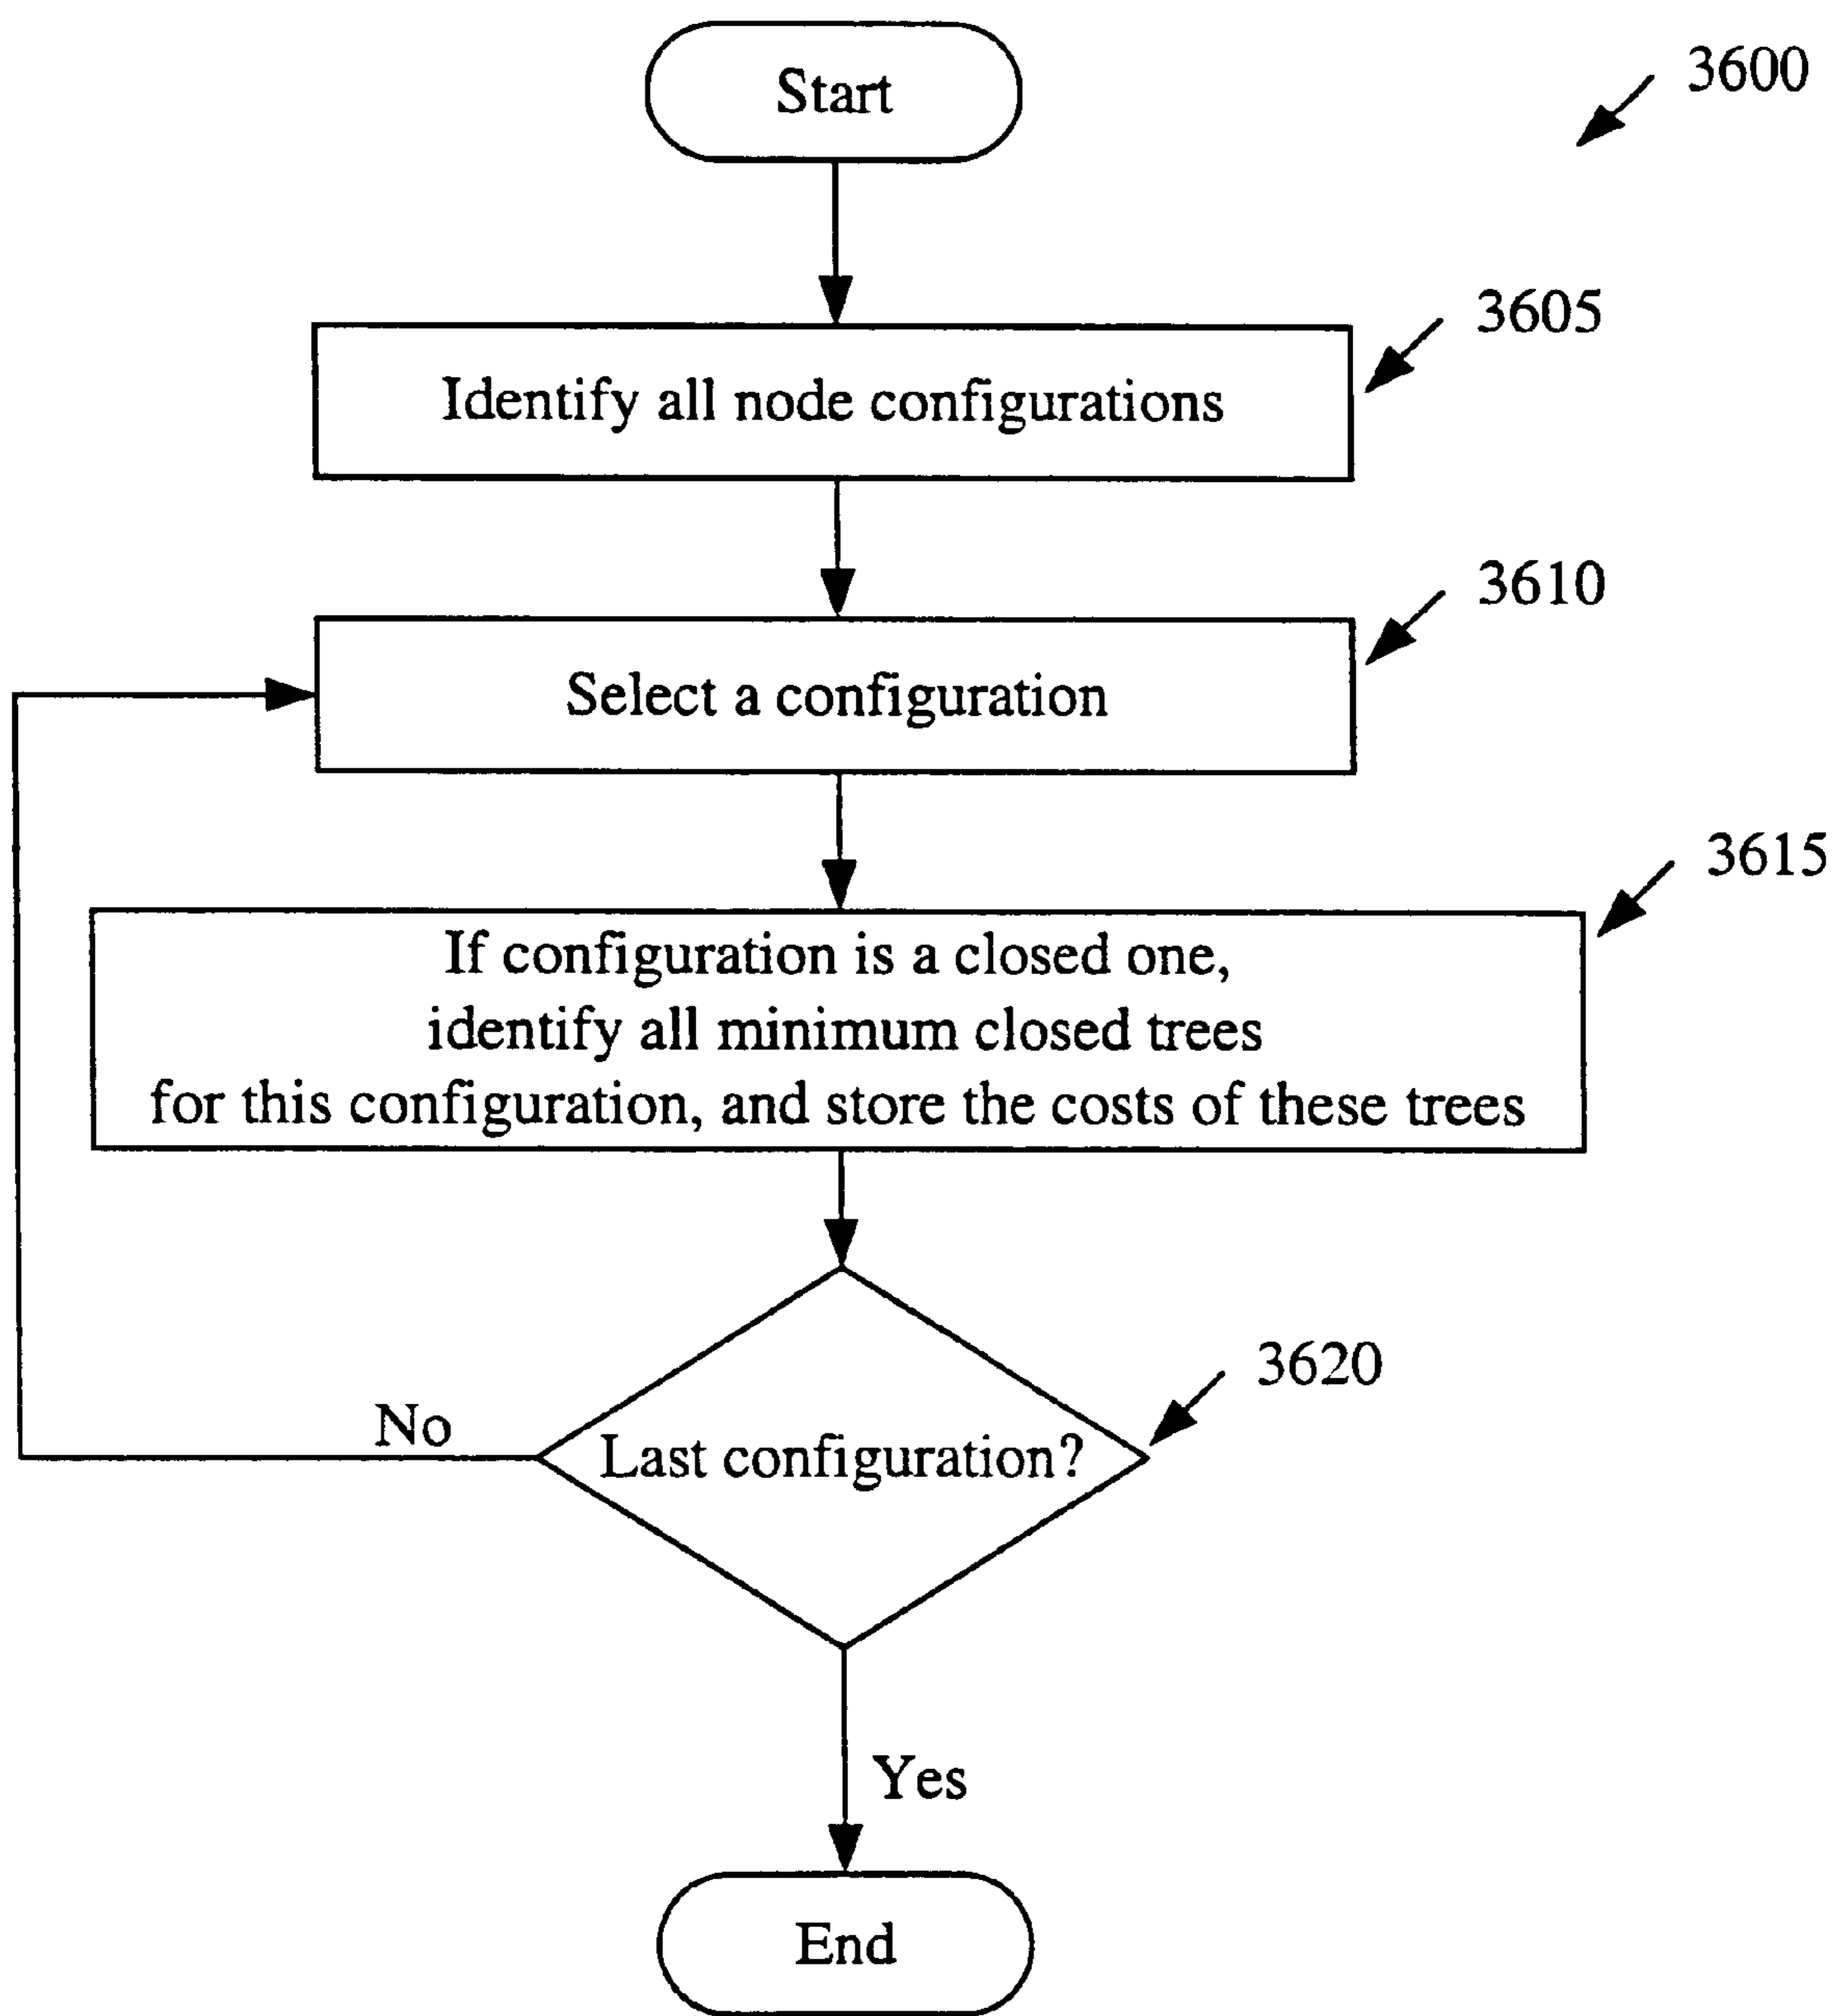 Start
3600
3605
Identify all node configurations
3610
Select a configuration
3615
If configuration is a closed one,
identify all minimum closed trees
for this configuration, and store the costs of these trees
3620
No
Last configuration?
Yes
End